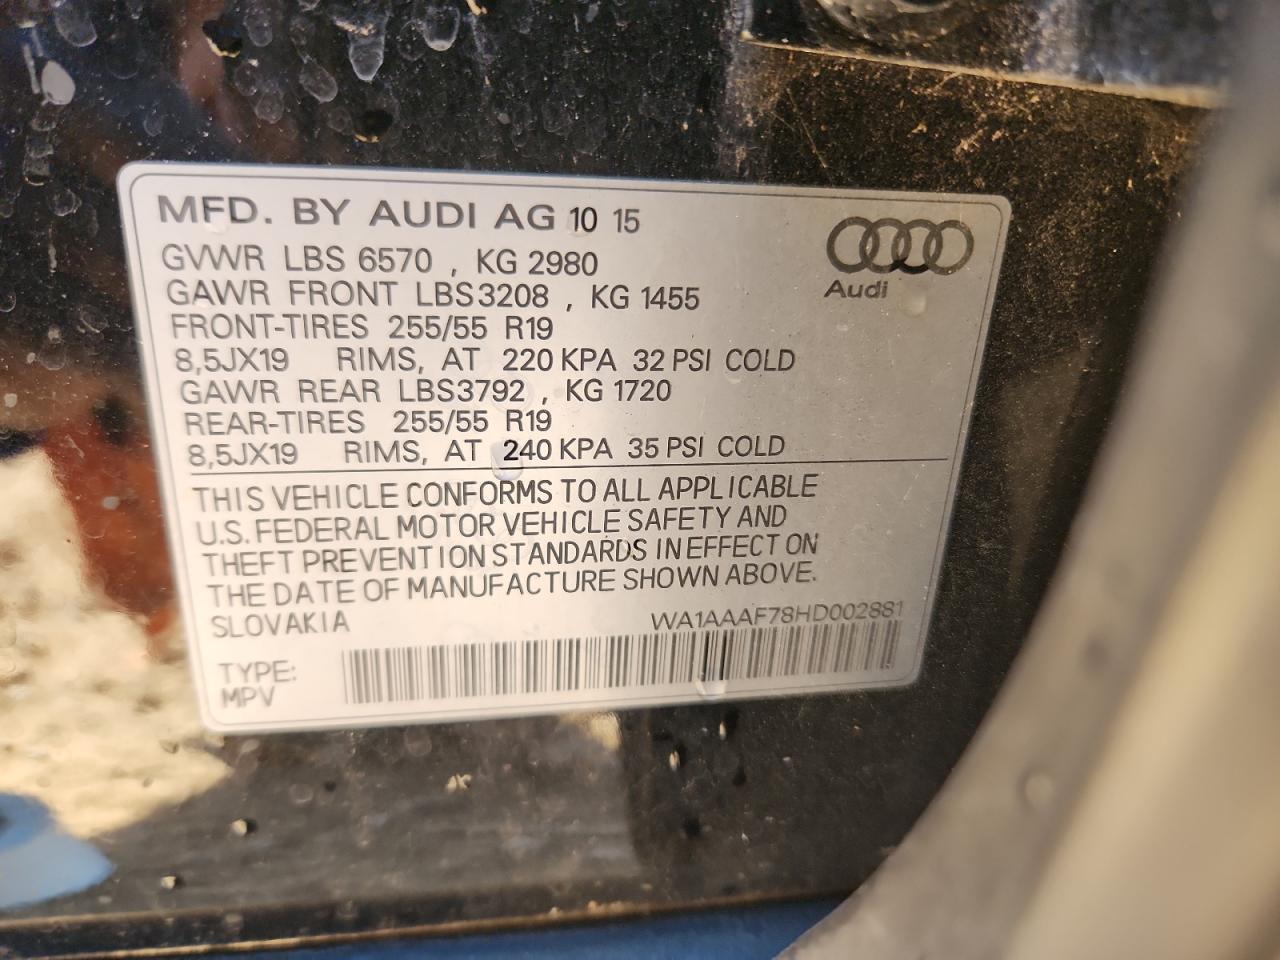 MFD. BY AUDI AG 10 15
GVWR LBS 6570 , KG 2980
Audi
GAWR FRONT LBS3208 , KG 1455
FRONT-TIRES 255/55 R19
8,5JX19 RIMS, AT 220 KPA 32 PSI COLD
GAWR REAR LBS3792 , KG 1720
REAR-TIRES 255/55 R19
8,5JX19 RIMS, AT 240 KPA 35 PSI COLD
THIS VEHICLE CONFORMS TO ALL APPLICABLE
U.S. FEDERAL MOTOR VEHICLE SAFETY AND
THEFT PREVENTION STANDARDS IN EFFECT ON
THE DATE OF MANUFACTURE SHOWN ABOVE.
SLOVAKIA WA1AAAF78HD002881
TYPE:
MPV